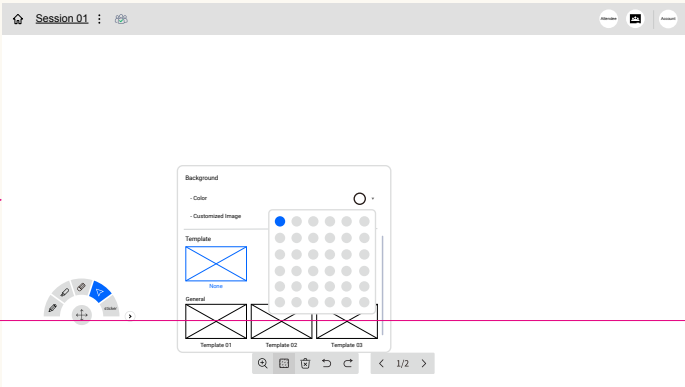 Session 01
Attendee
Account
Background
- Color
- Customized Image
Template
None
General
Template 01
Template 02
Template 03
sticker
1/2